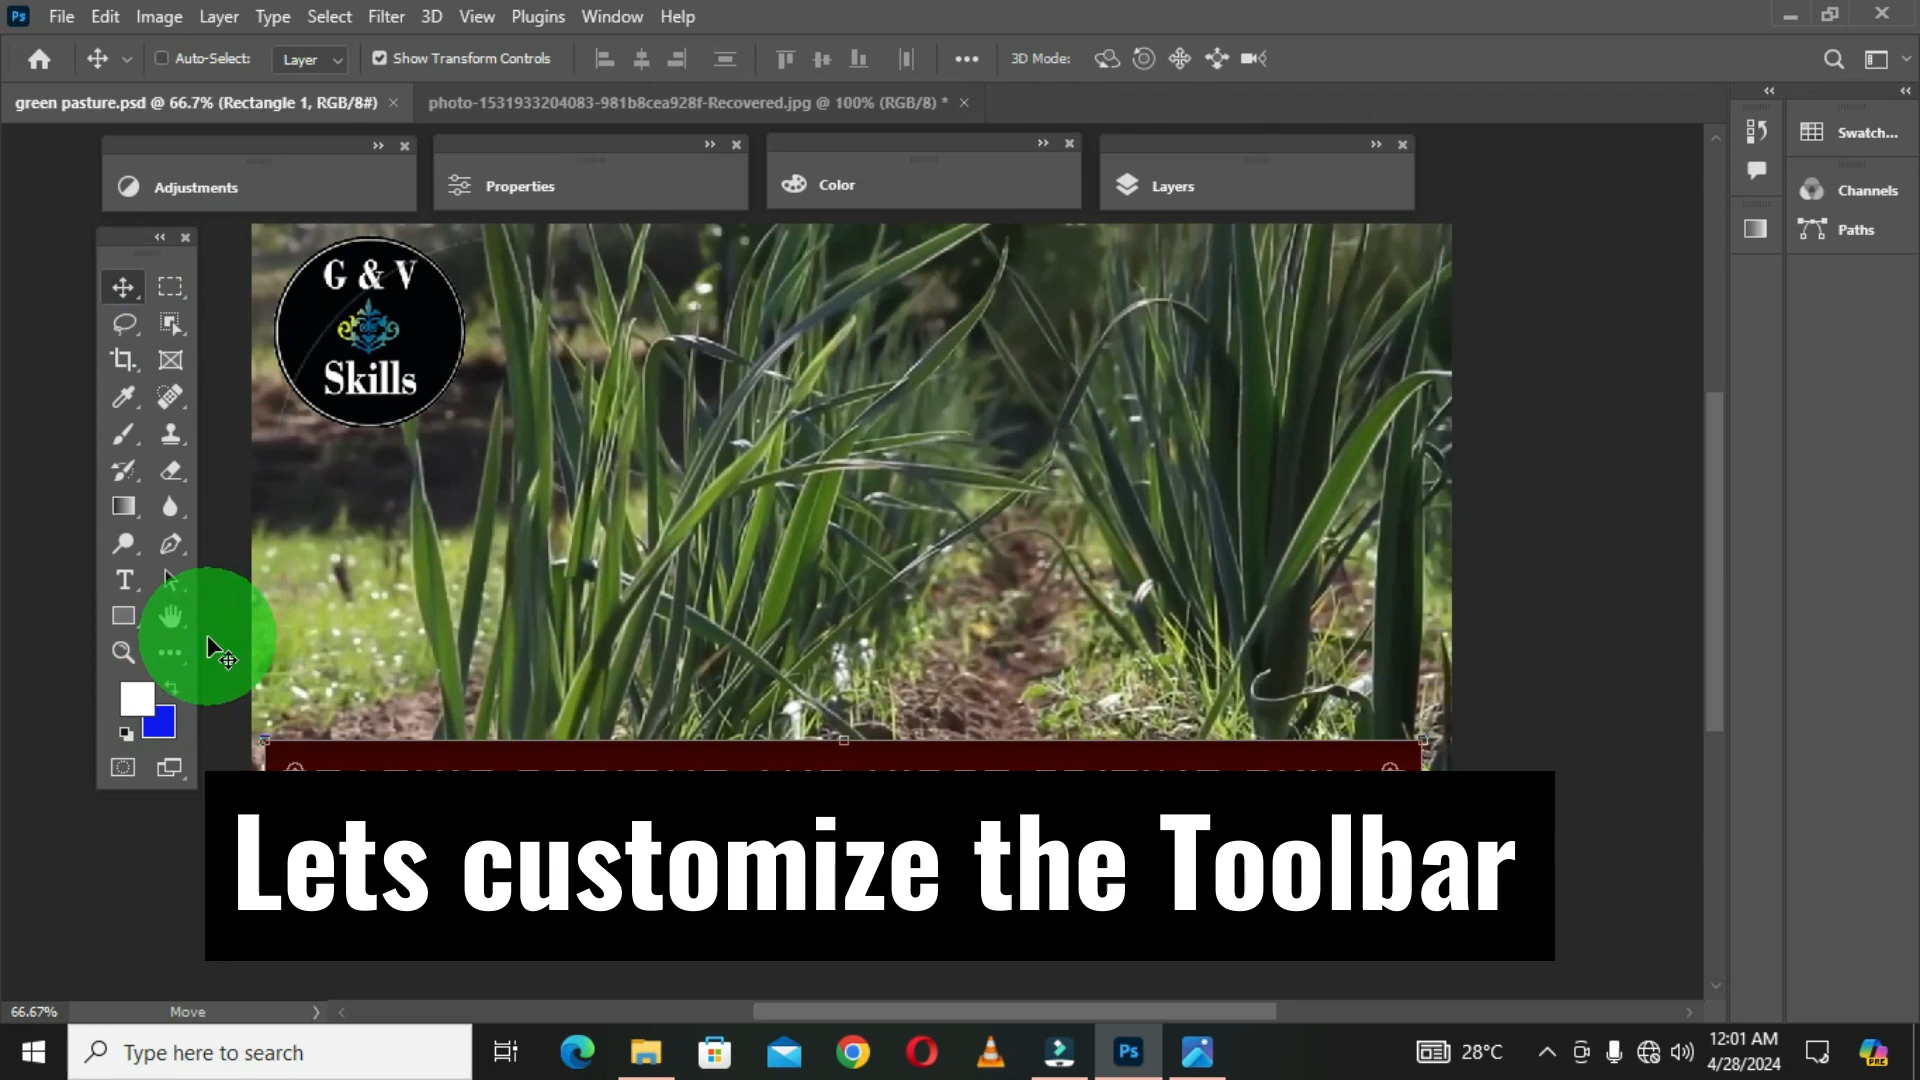 Ps File Edit Image Layer Type Select Filter 3D View Plugins Window Help
Auto-Select: Layer Show Transform Controls 3D Mode:
green pasture.psd @ 66.7% (Rectangle 1, RGB/8#) photo-1531933204083-981b8cea928f-Recovered.jpg @ 100% (RGB/8) *
Adjustments Properties Color Layers
Swatch...
Channels
Paths
G & V
Skills
T
Lets customize the Toolbar
66.67% Move
Type here to search
Ps
28°C
12:01 AM
4/28/2024
PRE